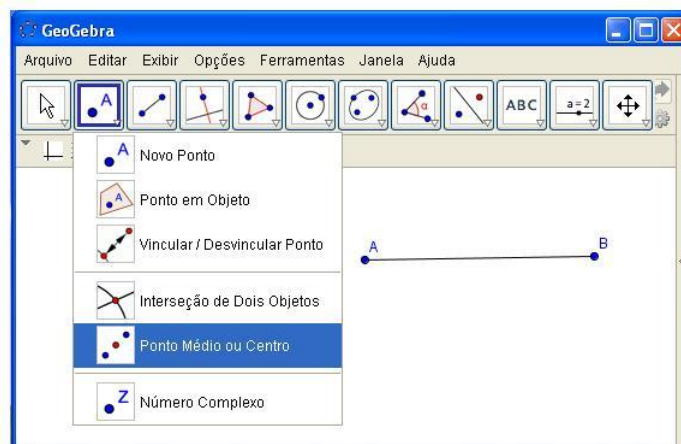 GeoGebra
Arquivo Editar Exibir Opções Ferramentas Janela Ajuda
A α ABC a=2
A Novo Ponto
A Ponto em Objeto
Vincular / Desvincular Ponto
Interseção de Dois Objetos
Ponto Médio ou Centro
Z Número Complexo
A B